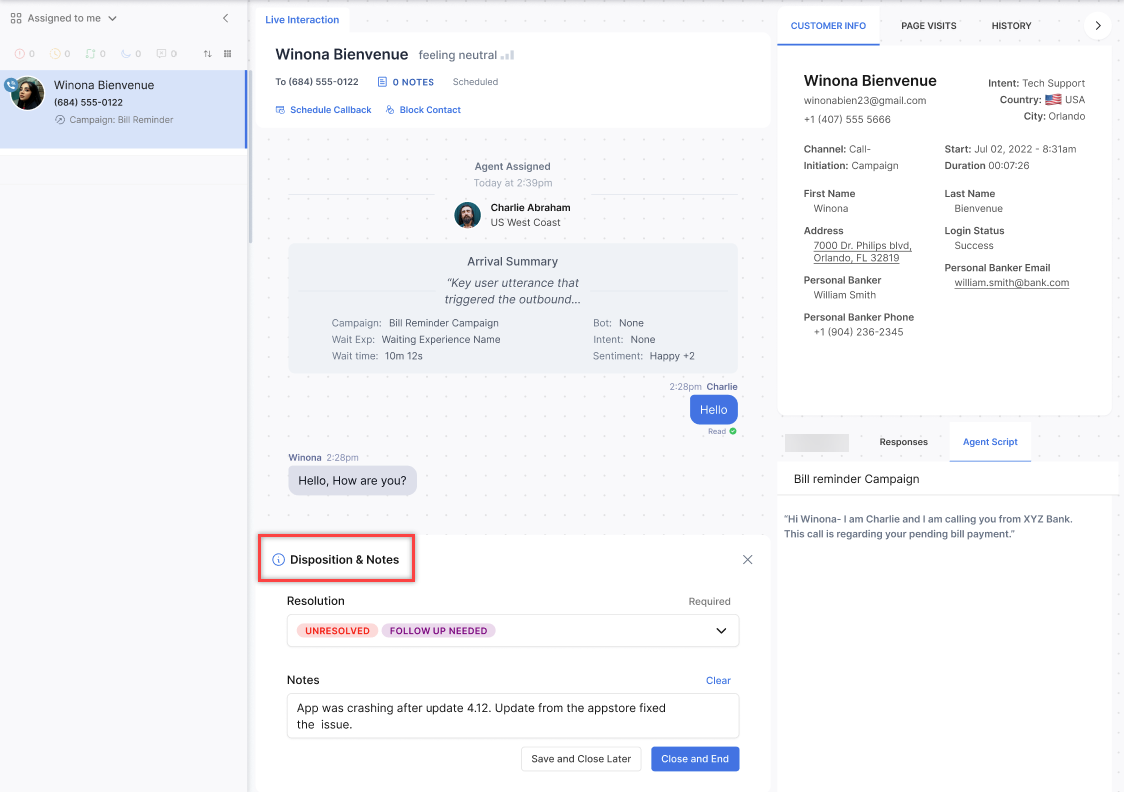 Assigned to me
0 0 0 0 0
Winona Bienvenue
(684) 555-0122
Campaign: Bill Reminder
Live Interaction
Winona Bienvenue feeling neutral
To (684) 555-0122 0 NOTES Scheduled
Schedule Callback Block Contact
Agent Assigned
Today at 2:39pm
Charlie Abraham
US West Coast
Arrival Summary
“Key user utterance that
triggered the outbound...
Campaign: Bill Reminder Campaign
Wait Exp: Waiting Experience Name
Wait time: 10m 12s
Bot: None
Intent: None
Sentiment: Happy +2
2:28pm Charlie
Hello
Read
Winona 2:28pm
Hello, How are you?
Disposition & Notes
Resolution Required
UNRESOLVED FOLLOW UP NEEDED
Notes Clear
App was crashing after update 4.12. Update from the appstore fixed
the issue.
Save and Close Later Close and End
CUSTOMER INFO PAGE VISITS HISTORY
Winona Bienvenue
winonabien23@gmail.com
+1 (407) 555 5666
Intent: Tech Support
Country: USA
City: Orlando
Channel: Call-
Initiation: Campaign
Start: Jul 02, 2022 - 8:31am
Duration 00:07:26
First Name
Winona
Last Name
Bienvenue
Address
7000 Dr. Philips blvd,
Orlando, FL 32819
Login Status
Success
Personal Banker
William Smith
Personal Banker Email
william.smith@bank.com
Personal Banker Phone
+1 (904) 236-2345
Responses Agent Script
Bill reminder Campaign
“Hi Winona- I am Charlie and I am calling you from XYZ Bank.
This call is regarding your pending bill payment.”